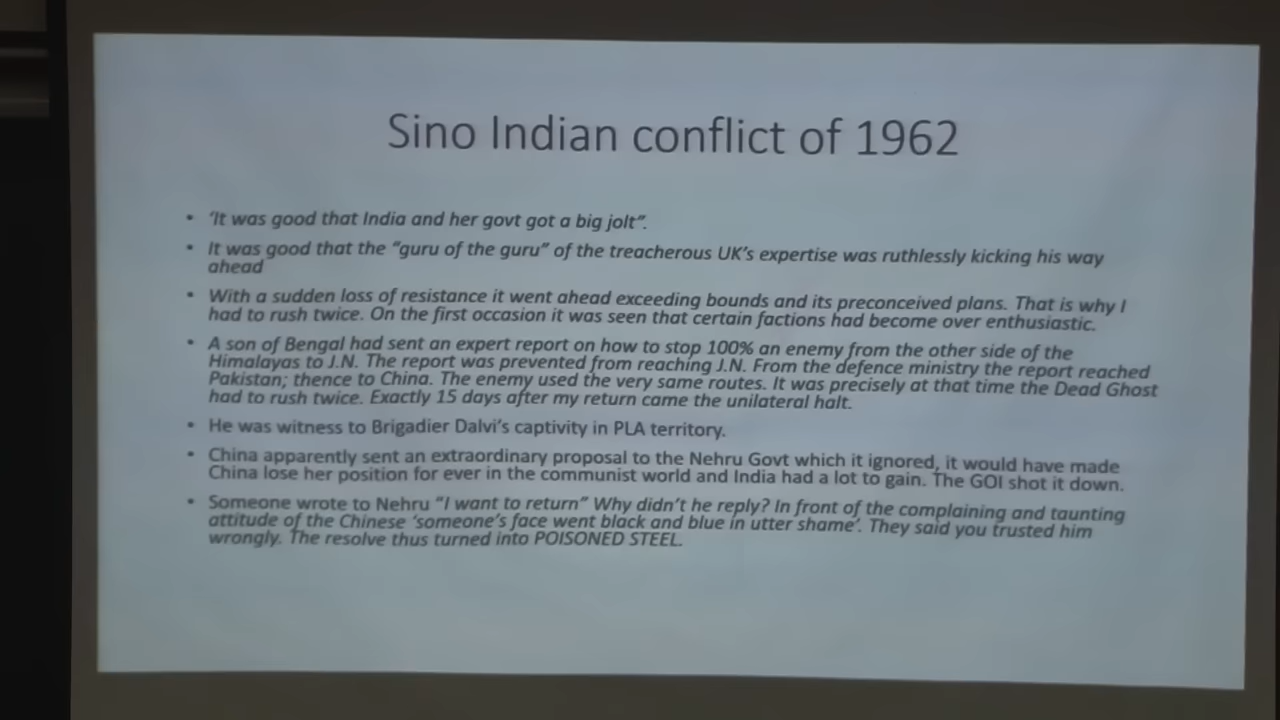 Sino Indian conflict of 1962
• 'It was good that India and her govt got a big jolt”.
• It was good that the “guru of the guru” of the treacherous UK’s expertise was ruthlessly kicking his way
ahead
• With a sudden loss of resistance it went ahead exceeding bounds and its preconceived plans. That is why I
had to rush twice. On the first occasion it was seen that certain factions had become over enthusiastic.
• A son of Bengal had sent an expert report on how to stop 100% an enemy from the other side of the
Himalayas to J.N. The report was prevented from reaching J.N. From the defence ministry the report reached
Pakistan; thence to China. The enemy used the very same routes. It was precisely at that time the Dead Ghost
had to rush twice. Exactly 15 days after my return came the unilateral halt.
• He was witness to Brigadier Dalvi’s captivity in PLA territory.
• China apparently sent an extraordinary proposal to the Nehru Govt which it ignored, it would have made
China lose her position for ever in the communist world and India had a lot to gain. The GOI shot it down.
• Someone wrote to Nehru “I want to return” Why didn’t he reply? In front of the complaining and taunting
attitude of the Chinese ‘someone’s face went black and blue in utter shame’. They said you trusted him
wrongly. The resolve thus turned into POISONED STEEL.